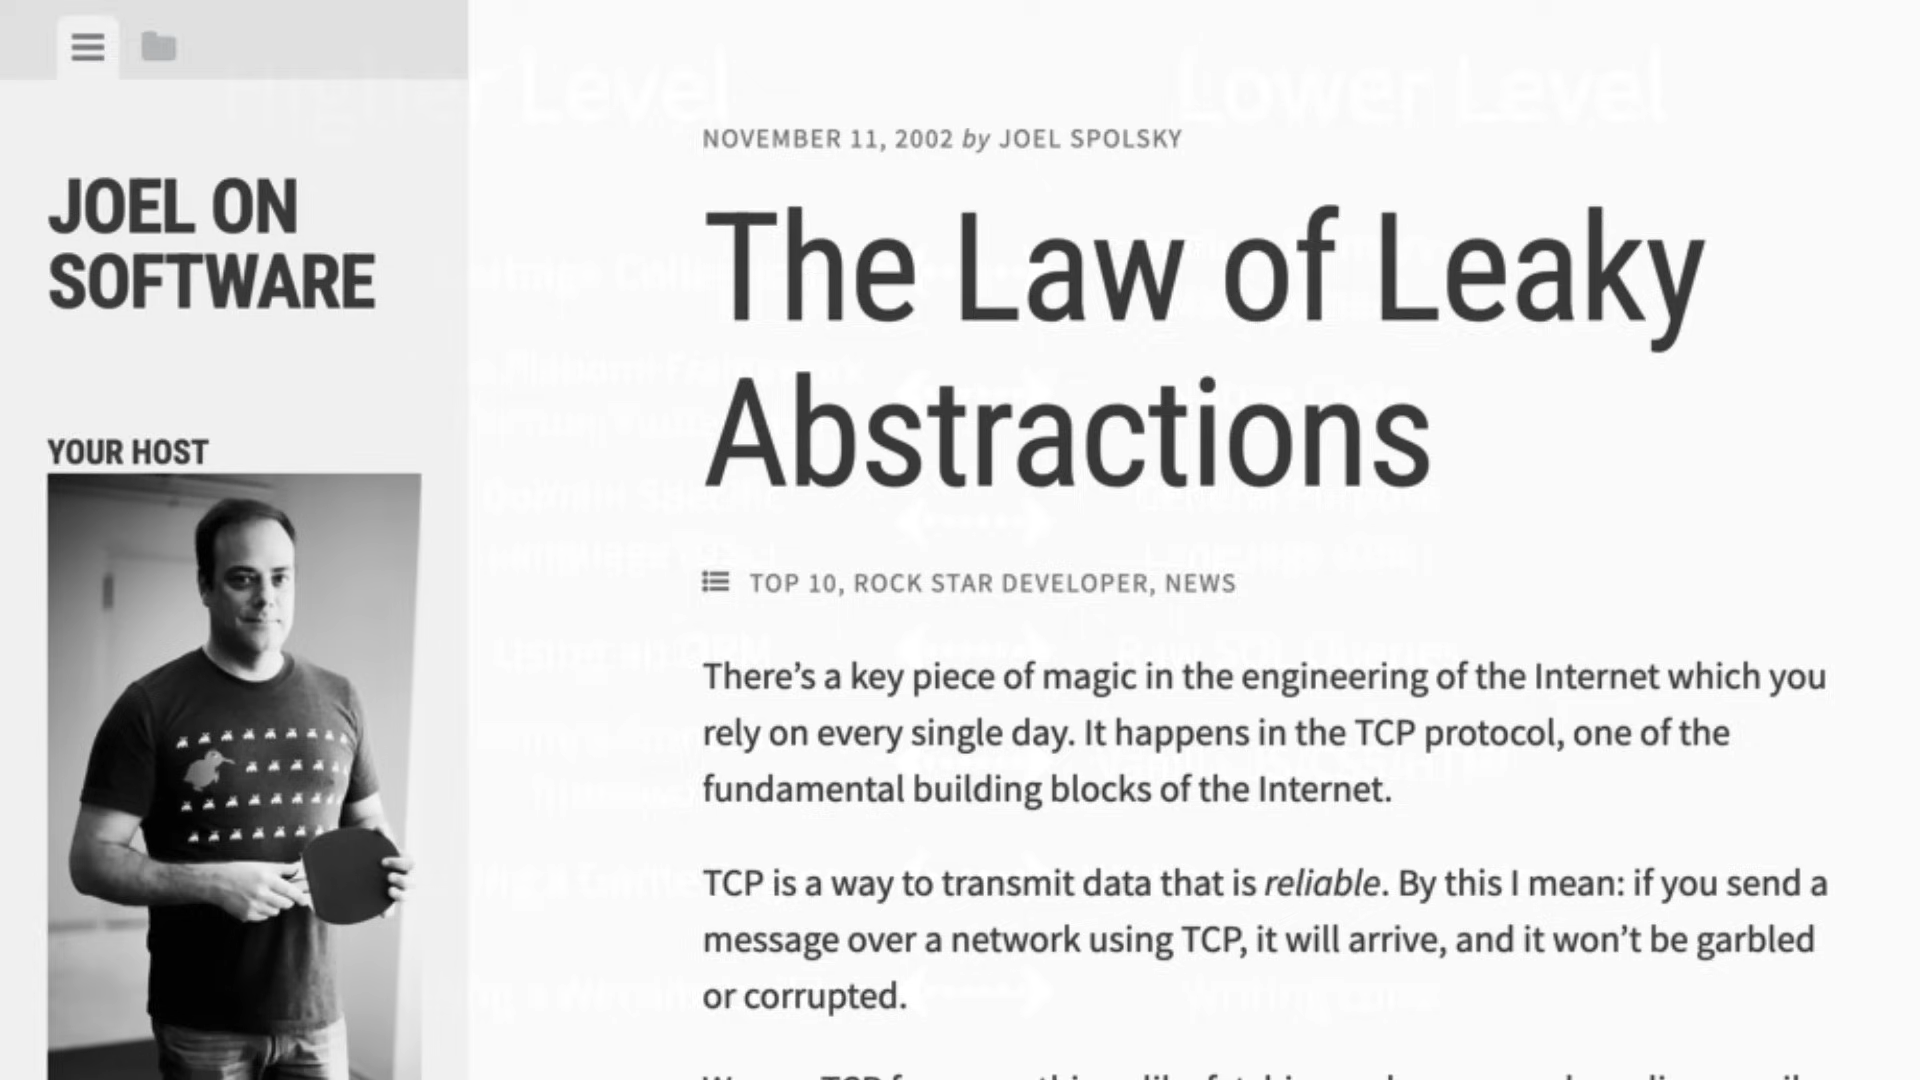 Higher Level
Lower Level
NOVEMBER 11, 2002 by JOEL SPOLSKY
JOEL ON
SOFTWARE
The Law of Leaky
Abstractions
YOUR HOST
TOP 10, ROCK STAR DEVELOPER, NEWS
There’s a key piece of magic in the engineering of the Internet which you
rely on every single day. It happens in the TCP protocol, one of the
fundamental building blocks of the Internet.
TCP is a way to transmit data that is reliable. By this I mean: if you send a
message over a network using TCP, it will arrive, and it won’t be garbled
or corrupted.